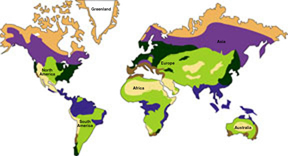 Greenland
Asia
North
America
Europe
Africa
South
America
Australia